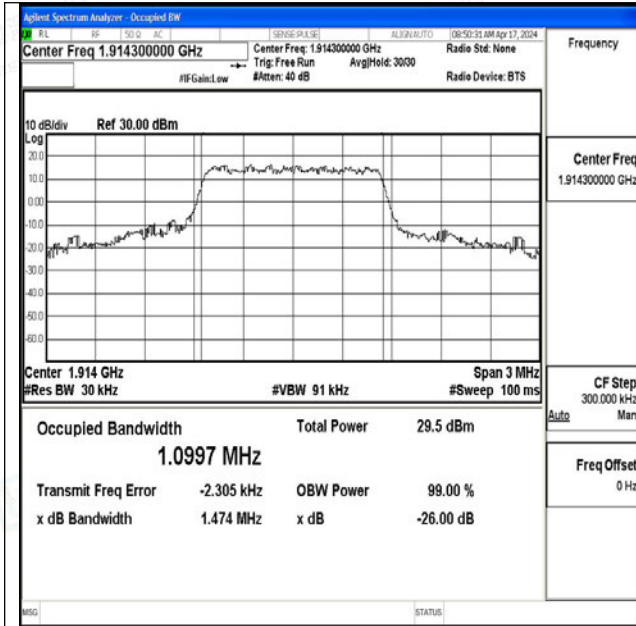 Agilent Spectrum Analyzer - Occupied BW
RL RF 50 Ω AC SENSE:PULSE ALIGN AUTO 08:50:31 AM Apr 17, 2024
Center Freq 1.914300000 GHz
Center Freq: 1.914300000 GHz
Radio Std: None
Trig: Free Run Avg|Hold: 30/30
#IFGain:Low #Atten: 40 dB Radio Device: BTS
10 dB/div Ref 30.00 dBm
Log
20.0
10.0
0.00
-10.0
-20.0
-30.0
-40.0
-50.0
-60.0
Center 1.914 GHz Span 3 MHz
#Res BW 30 kHz #VBW 91 kHz #Sweep 100 ms
Occupied Bandwidth Total Power 29.5 dBm
1.0997 MHz
Transmit Freq Error -2.305 kHz OBW Power 99.00 %
x dB Bandwidth 1.474 MHz x dB -26.00 dB
MSG STATUS
Frequency
Center Freq
1.914300000 GHz
CF Step
300.000 kHz
Auto Man
Freq Offset
0 Hz